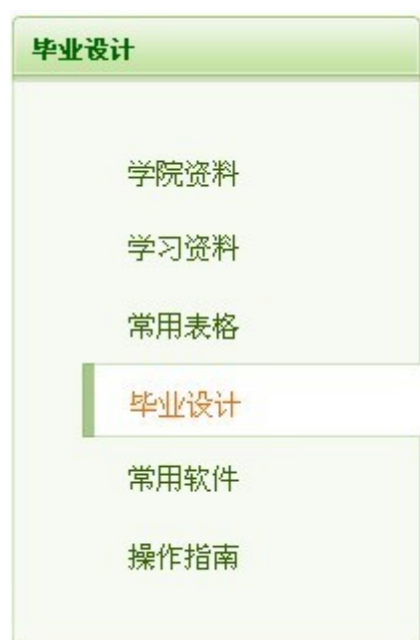 毕业设计
学院资料
学习资料
常用表格
毕业设计
常用软件
操作指南